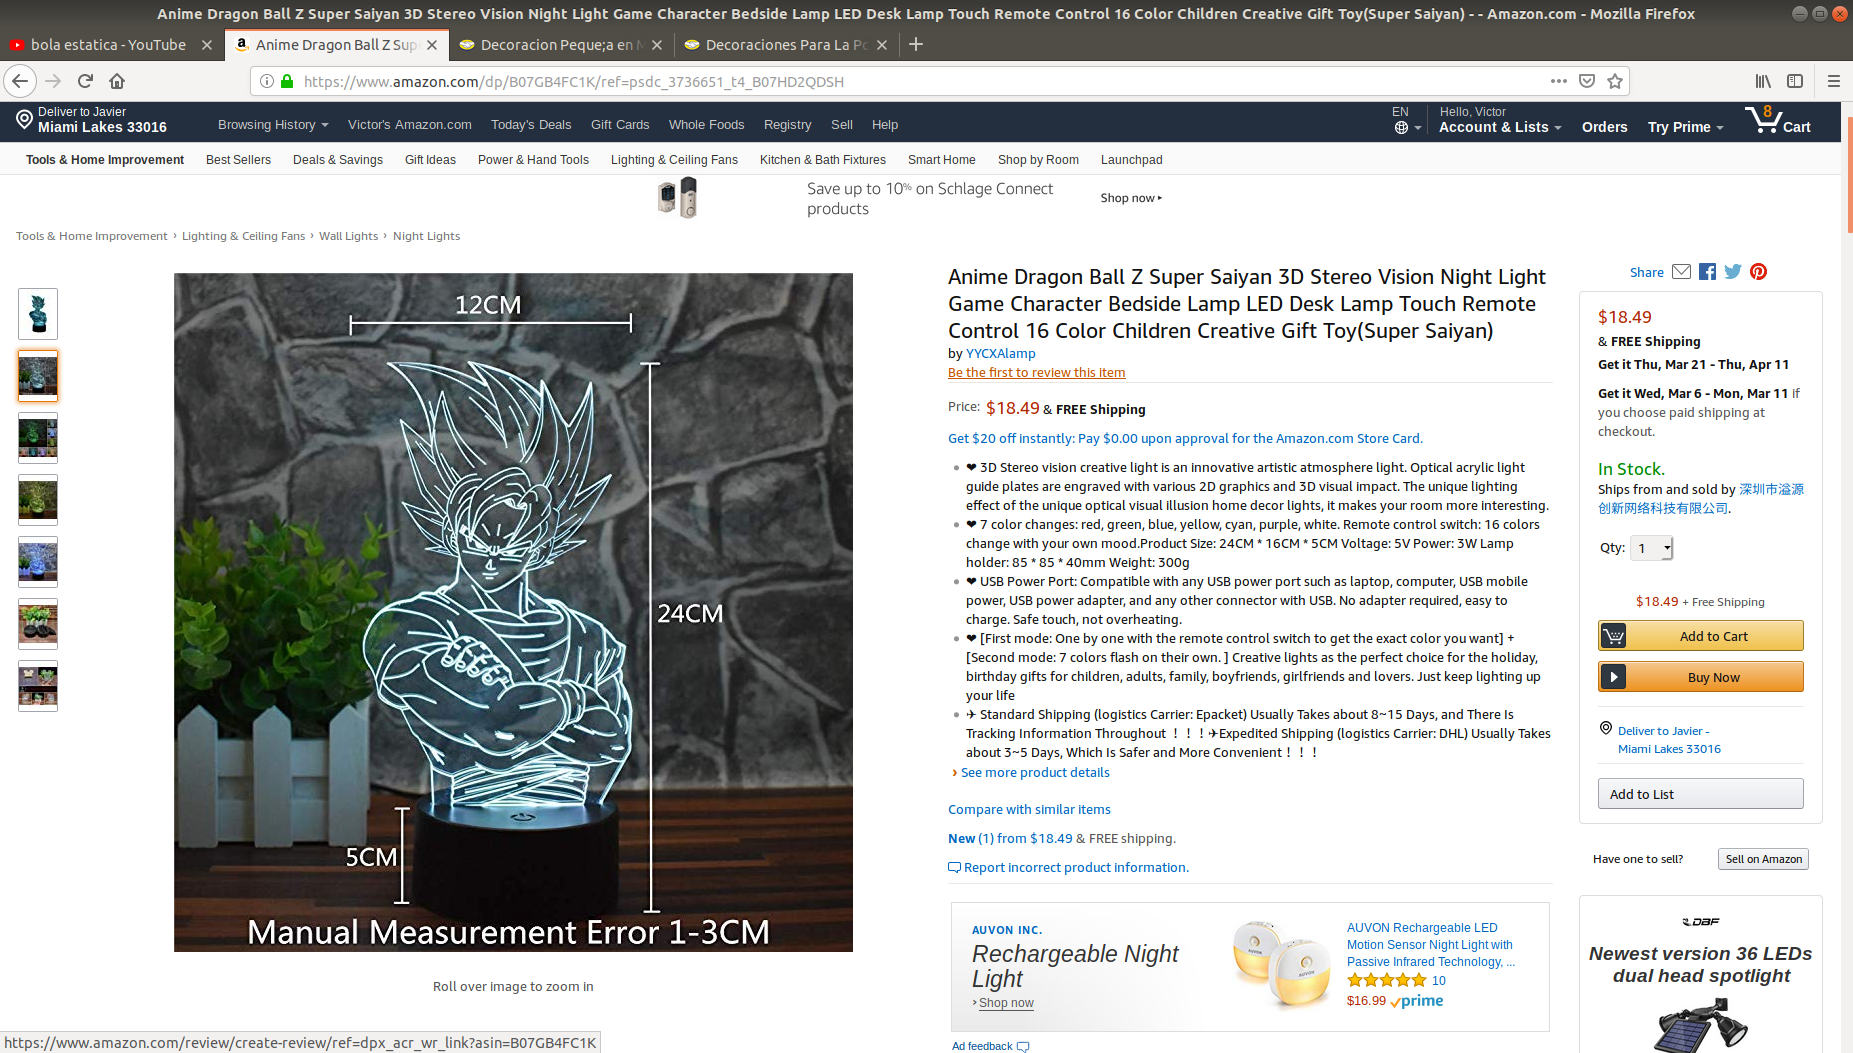 Anime Dragon Ball Z Super Saiyan 3D Stereo Vision Night Light Game Character Bedside Lamp LED Desk Lamp Touch Remote Control 16 Color Children Creative Gift Toy(Super Saiyan) - - Amazon.com - Mozilla Firefox
bola estatica - YouTube
Anime Dragon Ball Z Sup
Decoracion Peque;a en M
Decoraciones Para La Po
https://www.amazon.com/dp/B07GB4FC1K/ref=psdc_3736651_t4_B07HD2QDSH
Deliver to Javier
Miami Lakes 33016
Browsing History
Victor's Amazon.com
Today's Deals
Gift Cards
Whole Foods
Registry
Sell
Help
EN
Hello, Victor
Account & Lists
Orders
Try Prime
8
Cart
Tools & Home Improvement
Best Sellers
Deals & Savings
Gift Ideas
Power & Hand Tools
Lighting & Ceiling Fans
Kitchen & Bath Fixtures
Smart Home
Shop by Room
Launchpad
Save up to 10% on Schlage Connect
products
Shop now ▸
Tools & Home Improvement › Lighting & Ceiling Fans › Wall Lights › Night Lights
12CM
24CM
5CM
Manual Measurement Error 1-3CM
Roll over image to zoom in
Anime Dragon Ball Z Super Saiyan 3D Stereo Vision Night Light
Game Character Bedside Lamp LED Desk Lamp Touch Remote
Control 16 Color Children Creative Gift Toy(Super Saiyan)
by YYCXAlamp
Be the first to review this item
Price: $18.49 & FREE Shipping
Get $20 off instantly: Pay $0.00 upon approval for the Amazon.com Store Card.
• ❤ 3D Stereo vision creative light is an innovative artistic atmosphere light. Optical acrylic light
guide plates are engraved with various 2D graphics and 3D visual impact. The unique lighting
effect of the unique optical visual illusion home decor lights, it makes your room more interesting.
• ❤ 7 color changes: red, green, blue, yellow, cyan, purple, white. Remote control switch: 16 colors
change with your own mood.Product Size: 24CM * 16CM * 5CM Voltage: 5V Power: 3W Lamp
holder: 85 * 85 * 40mm Weight: 300g
• ❤ USB Power Port: Compatible with any USB power port such as laptop, computer, USB mobile
power, USB power adapter, and any other connector with USB. No adapter required, easy to
charge. Safe touch, not overheating.
• ❤ [First mode: One by one with the remote control switch to get the exact color you want] +
[Second mode: 7 colors flash on their own. ] Creative lights as the perfect choice for the holiday,
birthday gifts for children, adults, family, boyfriends, girlfriends and lovers. Just keep lighting up
your life
• ✈ Standard Shipping (logistics Carrier: Epacket) Usually Takes about 8~15 Days, and There Is
Tracking Information Throughout！！！✈Expedited Shipping (logistics Carrier: DHL) Usually Takes
about 3~5 Days, Which Is Safer and More Convenient！！！
› See more product details
Compare with similar items
New (1) from $18.49 & FREE shipping.
Report incorrect product information.
AUVON INC.
Rechargeable Night
Light
› Shop now
AUVON
AUVON
AUVON Rechargeable LED
Motion Sensor Night Light with
Passive Infrared Technology, ...
10
$16.99 prime
Ad feedback
Share
$18.49
& FREE Shipping
Get it Thu, Mar 21 - Thu, Apr 11
Get it Wed, Mar 6 - Mon, Mar 11 if
you choose paid shipping at
checkout.
In Stock.
Ships from and sold by 深圳市溢源
创新网络科技有限公司.
Qty: 1
$18.49 + Free Shipping
Add to Cart
Buy Now
Deliver to Javier -
Miami Lakes 33016
Add to List
Have one to sell?
Sell on Amazon
DBF
Newest version 36 LEDs
dual head spotlight
https://www.amazon.com/review/create-review/ref=dpx_acr_wr_link?asin=B07GB4FC1K